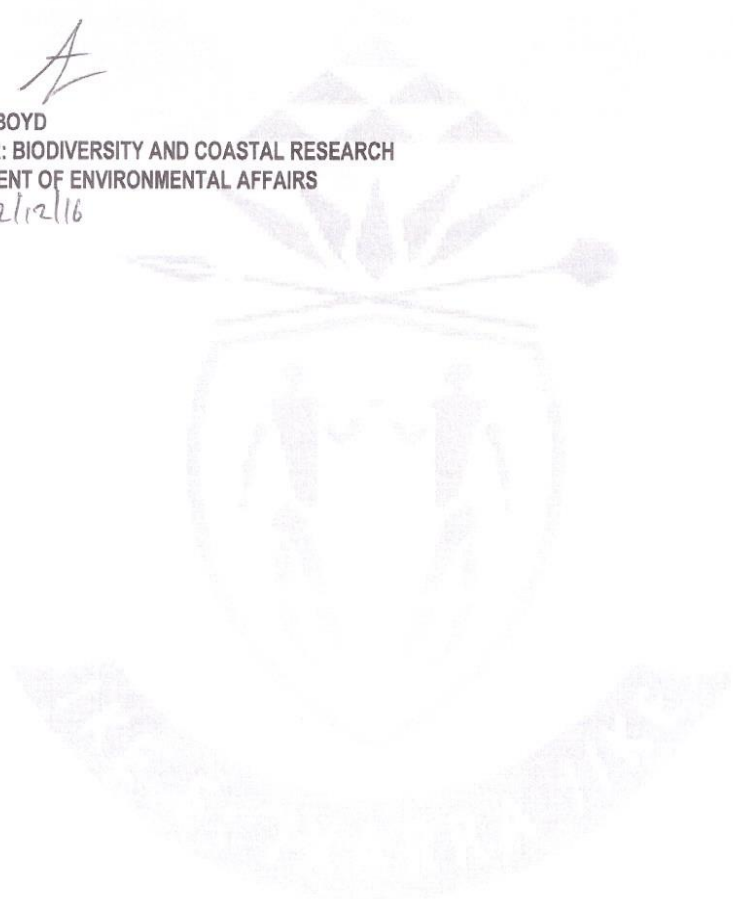 BOYD
: BIODIVERSITY AND COASTAL RESEARCH
ENT OF ENVIRONMENTAL AFFAIRS
2/12/16